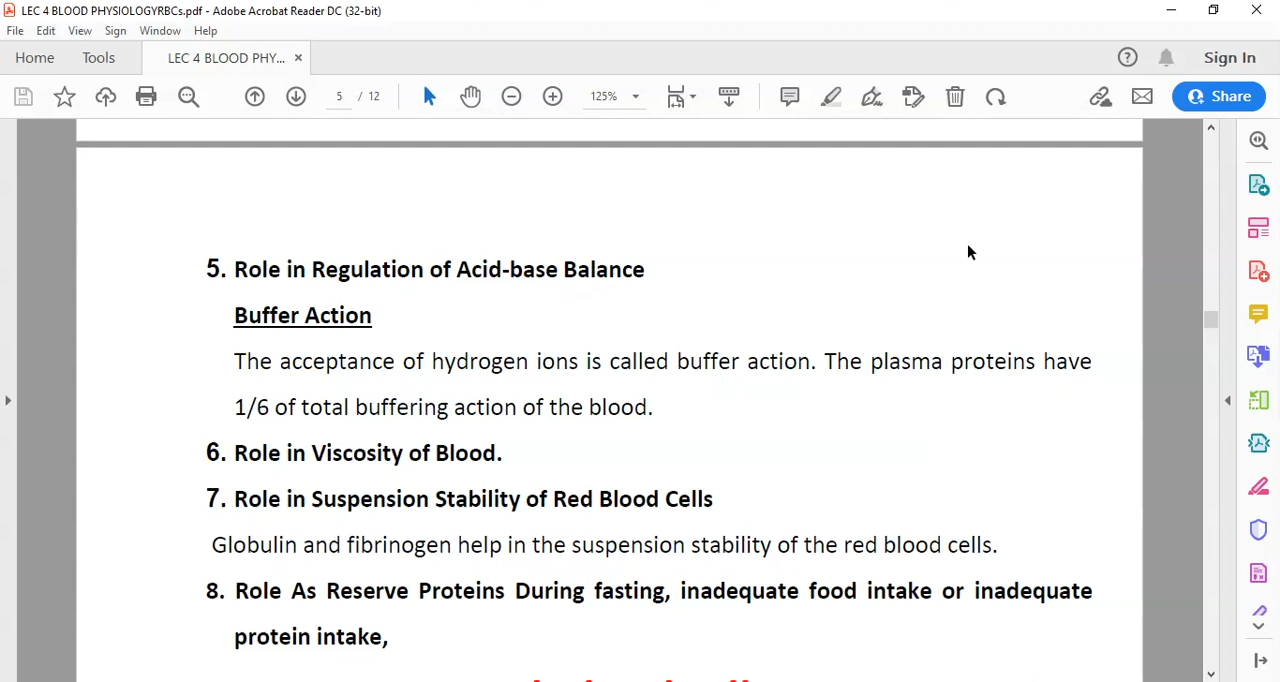 LEC 4 BLOOD PHYSIOLOGYRBCs.pdf - Adobe Acrobat Reader DC (32-bit)
File Edit View Sign Window Help
Home Tools LEC 4 BLOOD PHY... × Sign In
5 / 12 125% Share
5. Role in Regulation of Acid-base Balance
Buffer Action
The acceptance of hydrogen ions is called buffer action. The plasma proteins have
1/6 of total buffering action of the blood.
6. Role in Viscosity of Blood.
7. Role in Suspension Stability of Red Blood Cells
Globulin and fibrinogen help in the suspension stability of the red blood cells.
8. Role As Reserve Proteins During fasting, inadequate food intake or inadequate
protein intake,